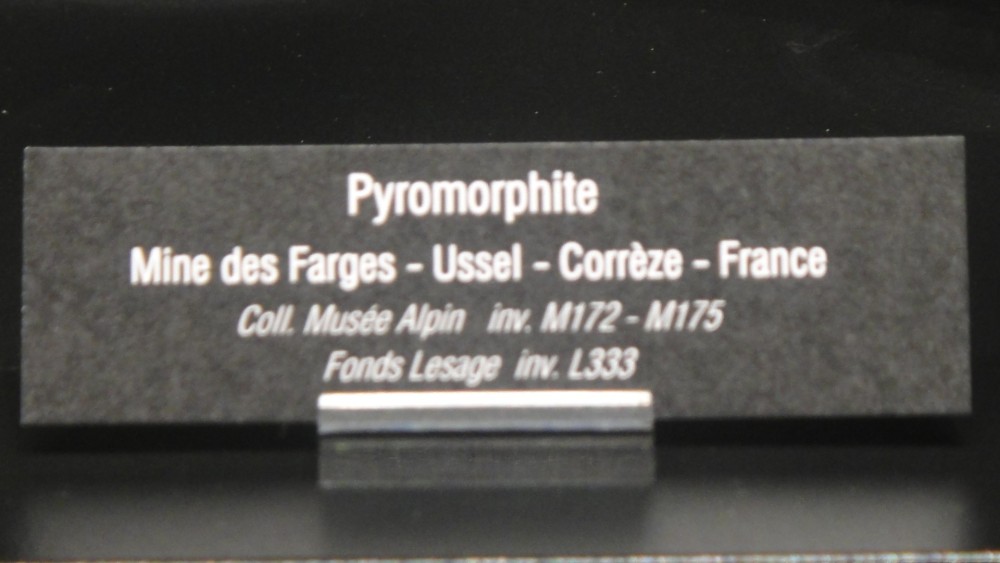 Pyromorphite
Mine des Farges - Ussel - Corrèze - France
Coll. Musée Alpin inv. M172 - M175
Fonds Lesage inv. L333